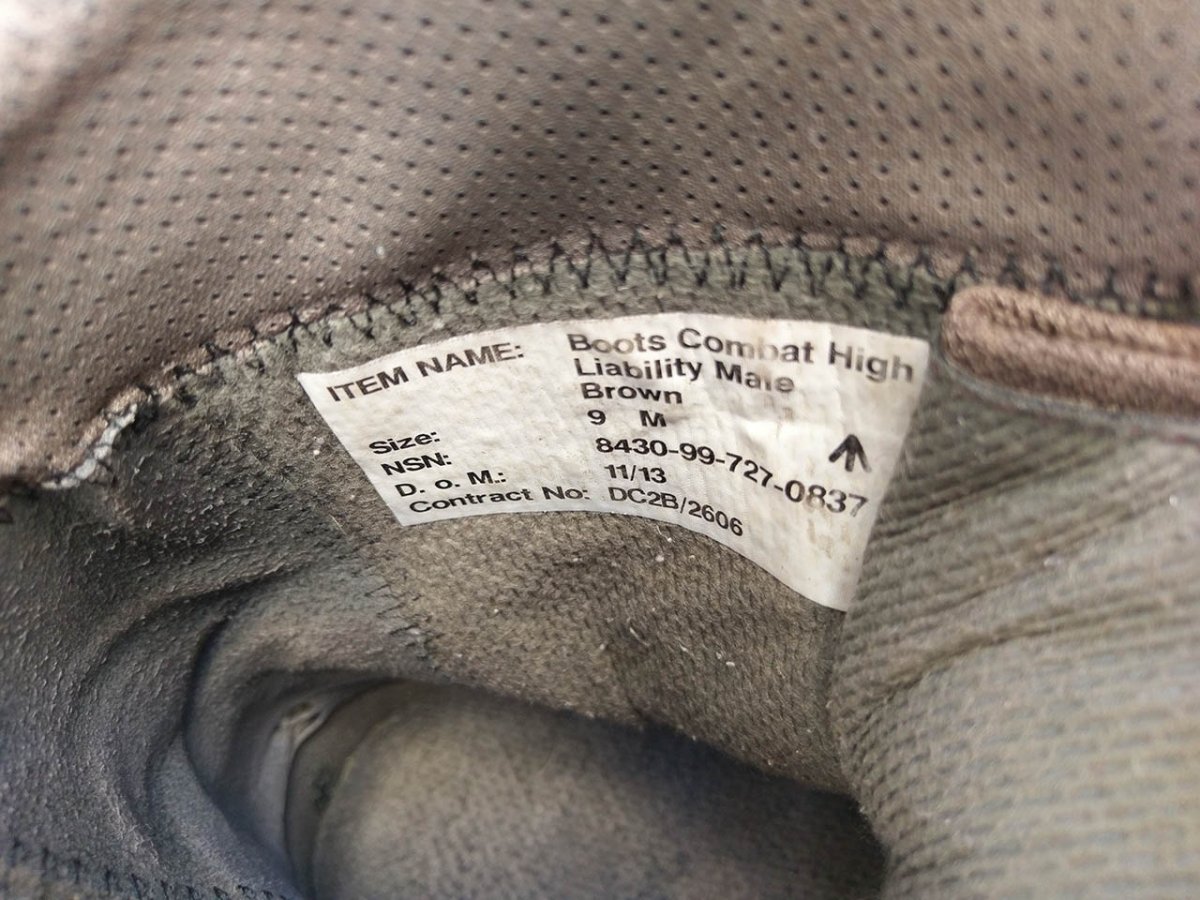 ITEM NAME: Boots Combat High
Liability Male
Brown
Size: 9 M
NSN: 8430-99-727-0837
D. o. M.: 11/13
Contract No: DC2B/2606